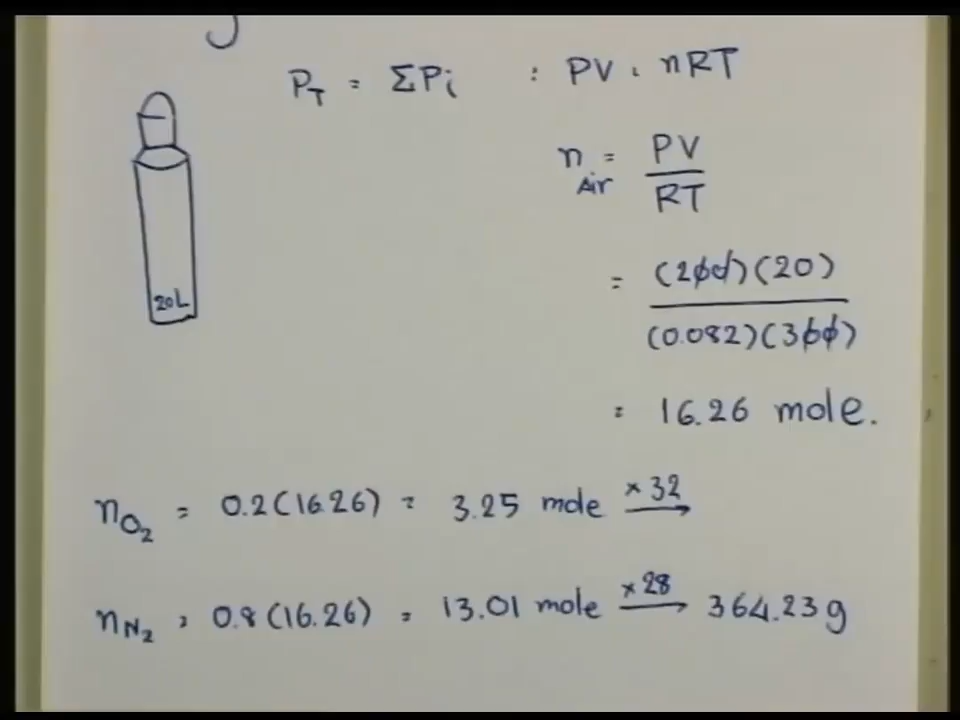 P_T = ΣPi : PV = nRT
n_Air = PV / RT
= (200)(20) / (0.082)(300)
= 16.26 mole.
20L
n_O2 = 0.2(16.26) = 3.25 mole ×32 →
n_N2 = 0.8(16.26) = 13.01 mole ×28 → 364.23 g